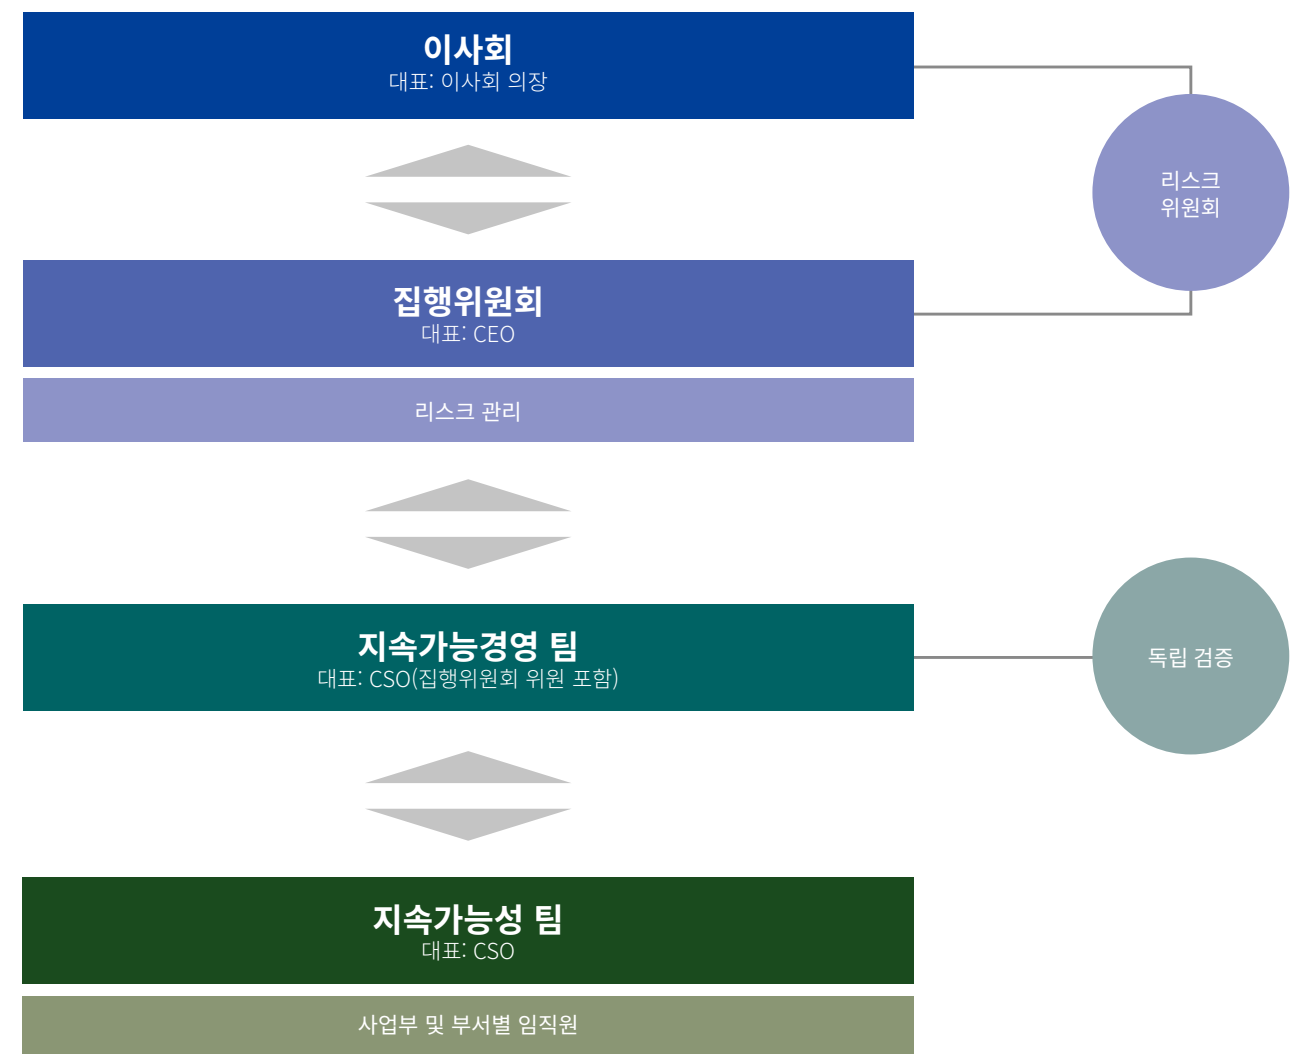 이사회
대표: 이사회 의장
리스크
위원회
집행위원회
대표: CEO
리스크 관리
지속가능경영 팀
대표: CSO(집행위원회 위원 포함)
독립 검증
지속가능성 팀
대표: CSO
사업부 및 부서별 임직원